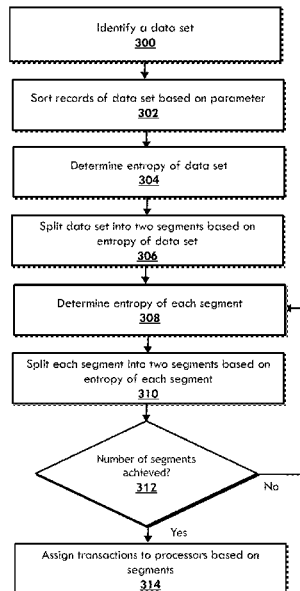 Identify a data set
300
Sort records of data set based on parameter
302
Determine entropy of data set
304
Split data set into two segments based on
entropy of data set
306
Determine entropy of each segment
308
Split each segment into two segments based on
entropy of each segment
310
Number of segments
achieved?
312
No
Yes
Assign transactions to processors based on
segments
314